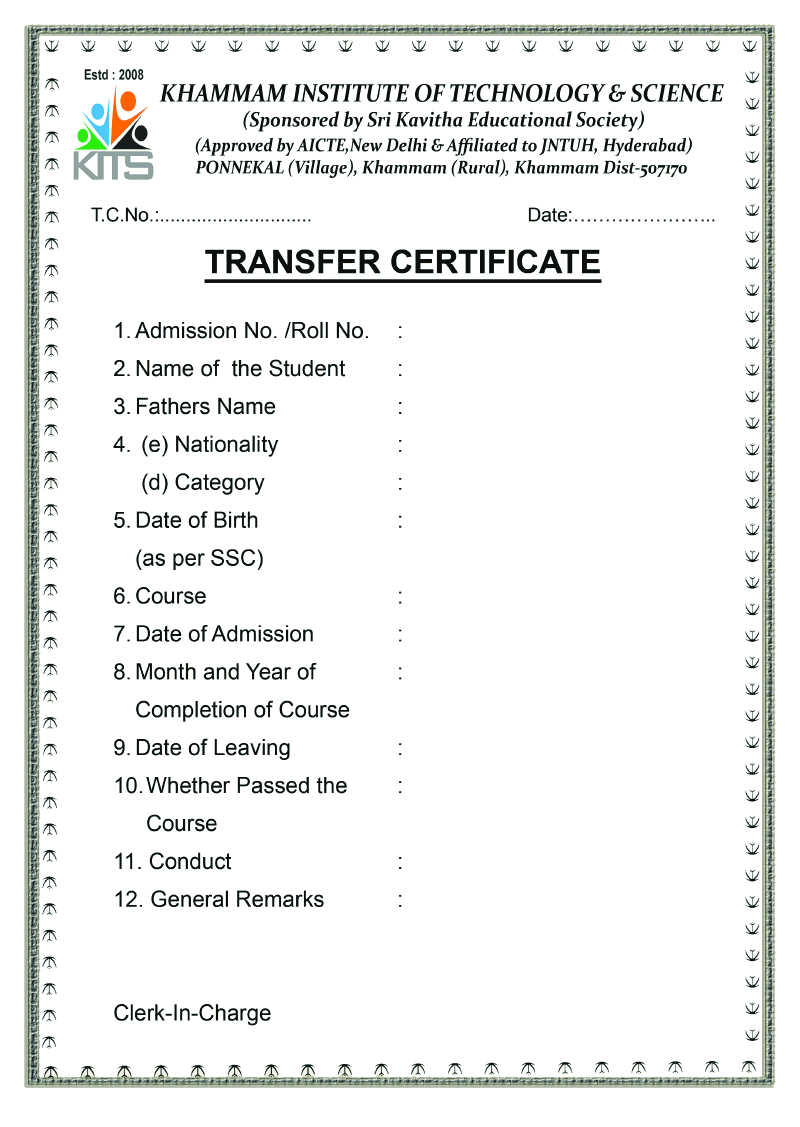 Estd : 2008
KITS
KHAMMAM INSTITUTE OF TECHNOLOGY & SCIENCE
(Sponsored by Sri Kavitha Educational Society)
(Approved by AICTE,New Delhi & Affiliated to JNTUH, Hyderabad)
PONNEKAL (Village), Khammam (Rural), Khammam Dist-507170
T.C.No.:............................. Date:…………………..
TRANSFER CERTIFICATE
1. Admission No. /Roll No. :
2. Name of the Student :
3. Fathers Name :
4. (e) Nationality :
(d) Category :
5. Date of Birth :
(as per SSC)
6. Course :
7. Date of Admission :
8. Month and Year of :
Completion of Course
9. Date of Leaving :
10. Whether Passed the :
Course
11. Conduct :
12. General Remarks :
Clerk-In-Charge